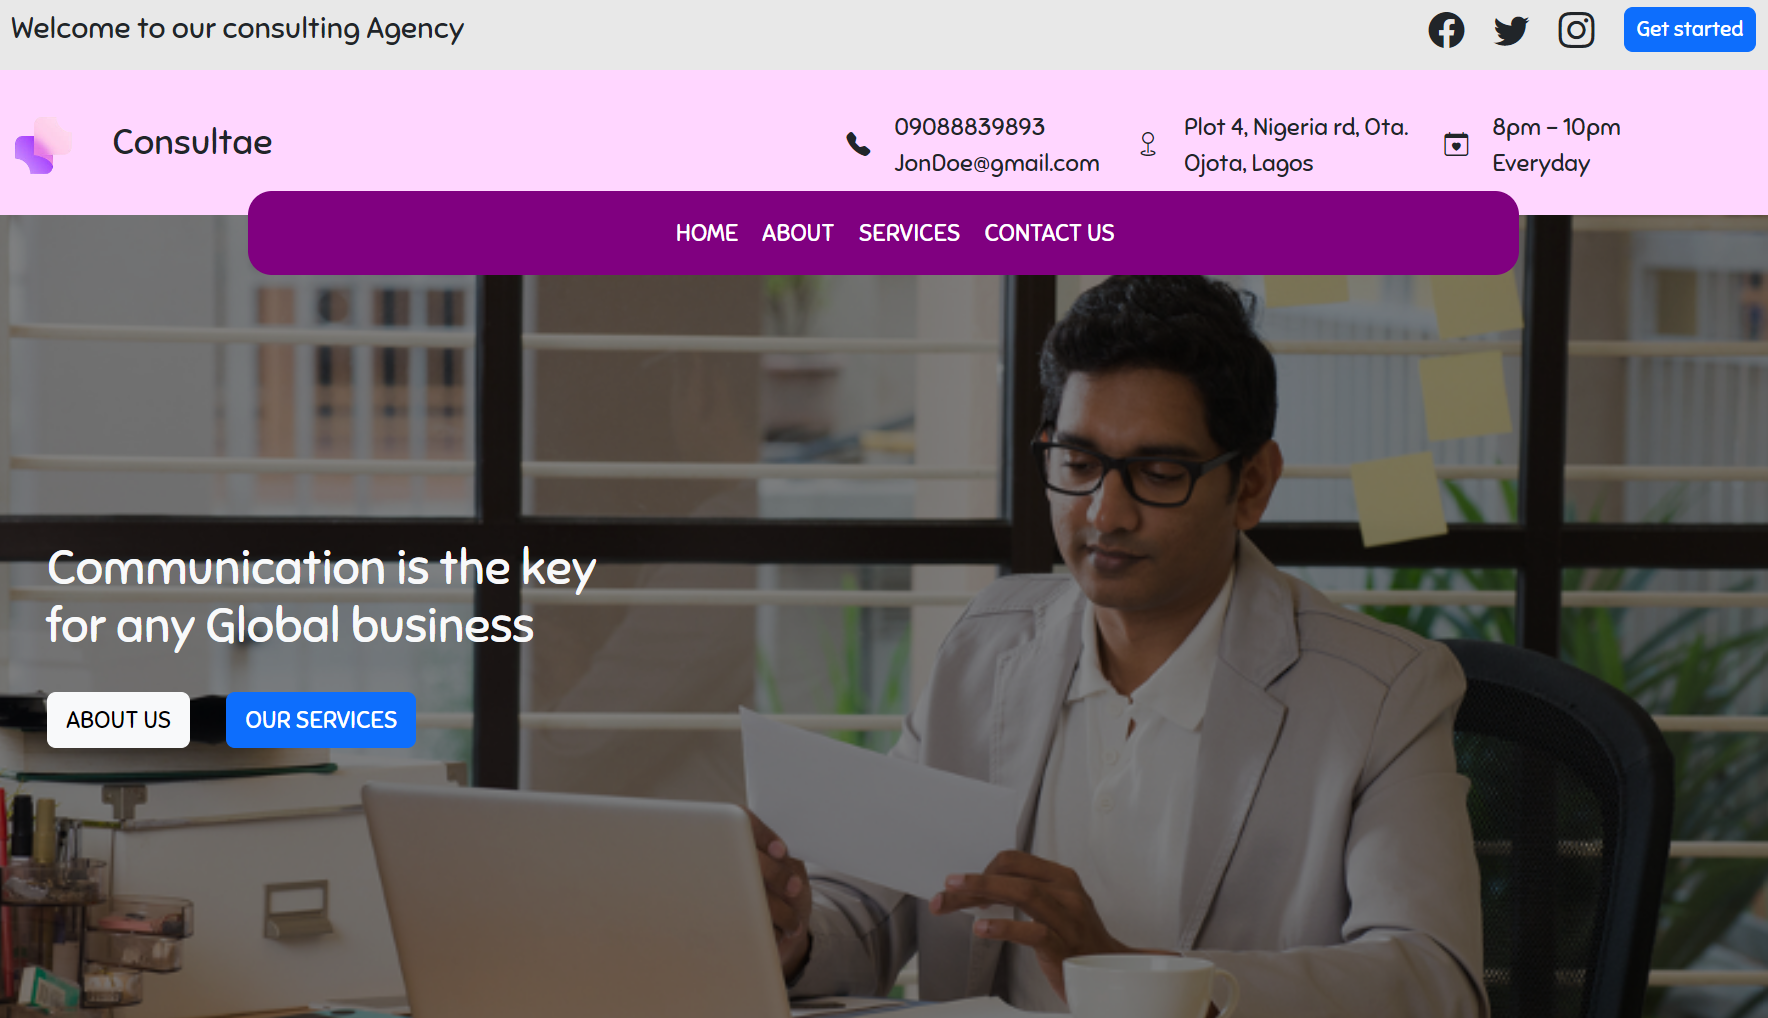 Welcome to our consulting Agency
Get started
Consultae
09088839893
JonDoe@gmail.com
Plot 4, Nigeria rd, Ota.
Ojota, Lagos
8pm - 10pm
Everyday
HOME ABOUT SERVICES CONTACT US
Communication is the key
for any Global business
ABOUT US OUR SERVICES